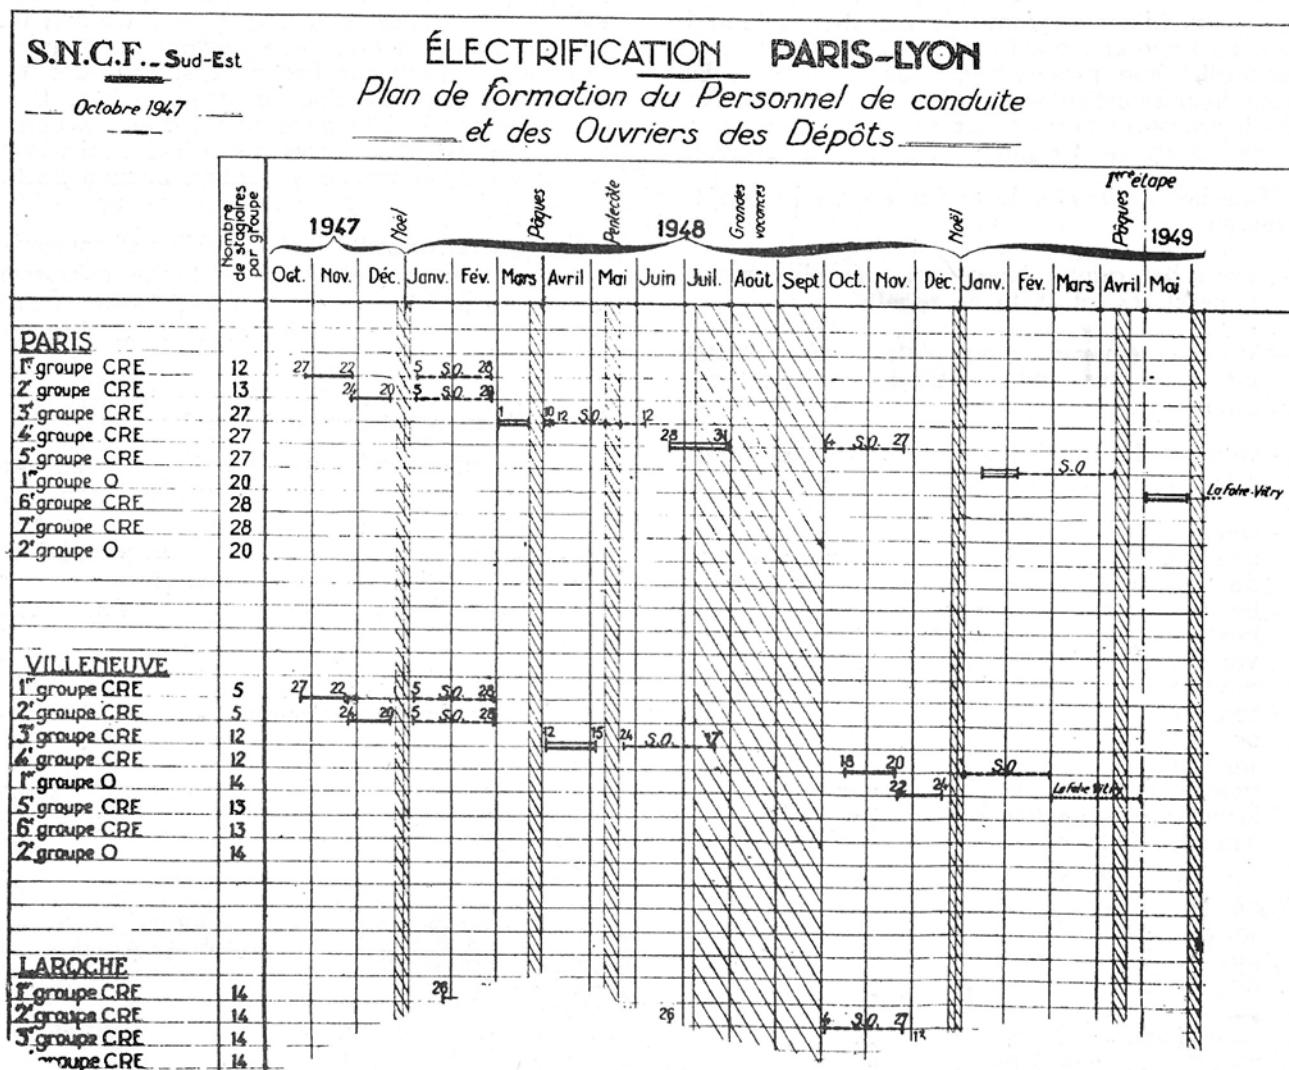 S.N.C.F. _ Sud-Est
Octobre 1947
ÉLECTRIFICATION PARIS-LYON
Plan de formation du Personnel de conduite
et des Ouvriers des Dépôts
Nombre de stagiaires par groupe
1947 Noël Pâques Pentecôte 1948 Grandes vacances Noël Pâques 1ère étape 1949
Oct. Nov. Déc. Janv. Fév. Mars Avril Mai Juin Juil. Août Sept Oct. Nov. Déc. Janv. Fév. Mars Avril Mai
PARIS
1er groupe CRE 12 27 22 5 S.O. 28
2e groupe CRE 13 24 20 5 S.O. 28
3e groupe CRE 27 1 10 12 S.O. 12
4e groupe CRE 27 28 31 4 S.O. 27
5e groupe CRE 27 S.O
1er groupe O 20 La Folie-Vitry
6e groupe CRE 28
7e groupe CRE 28
2e groupe O 20
VILLENEUVE
1er groupe CRE 5 27 22 5 S.O. 28
2e groupe CRE 5 24 20 5 S.O. 28
3e groupe CRE 12 12 15 24 S.O. 17
4e groupe CRE 12 18 20 S.O
1er groupe O 14 22 24 La Folie Vitry
5e groupe CRE 13
6e groupe CRE 13
2e groupe O 14
LAROCHE
1er groupe CRE 14 26
2e groupe CRE 14 26 4 S.O. 27
3e groupe CRE 14
groupe CRE 14